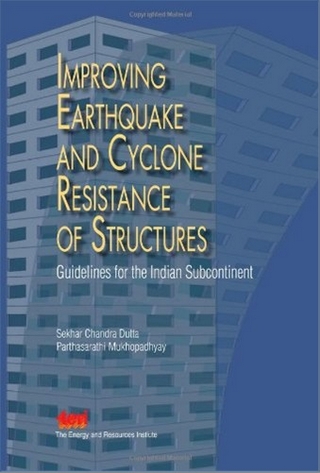 IMPROVING
EARTHQUAKE
AND CYCLONE
RESISTANCE
OF STRUCTURES
Guidelines for the Indian Subcontinent
Sekhar Chandra Dutta
Parthasarathi Mukhopadhyay
teri
The Energy and Resources Institute